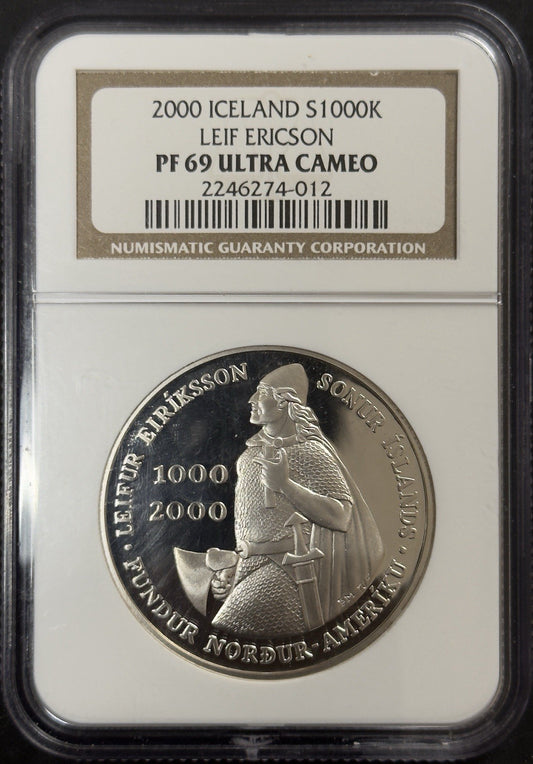 2000 ICELAND S1000K
LEIF ERICSON
PF 69 ULTRA CAMEO
2246274-012
NUMISMATIC GUARANTY CORPORATION
· LEIFUR EIRÍKSSON
SONUR ÍSLANDS ·
1000
2000
FUNDUR NORÐUR-AMERÍKU